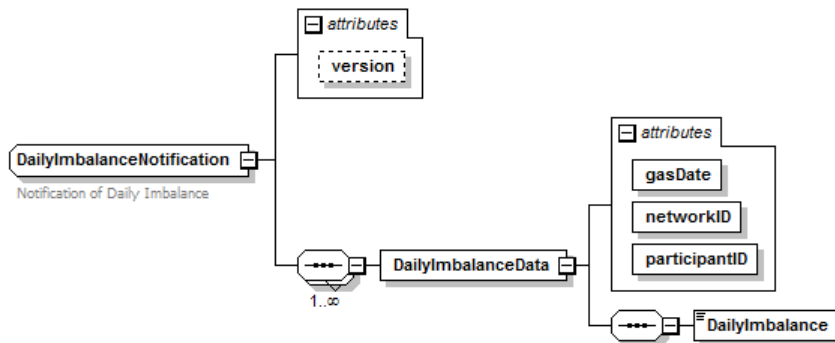 attributes
version
DailyImbalanceNotification
Notification of Daily Imbalance
attributes
gasDate
networkID
participantID
DailyImbalanceData
1..∞
DailyImbalance